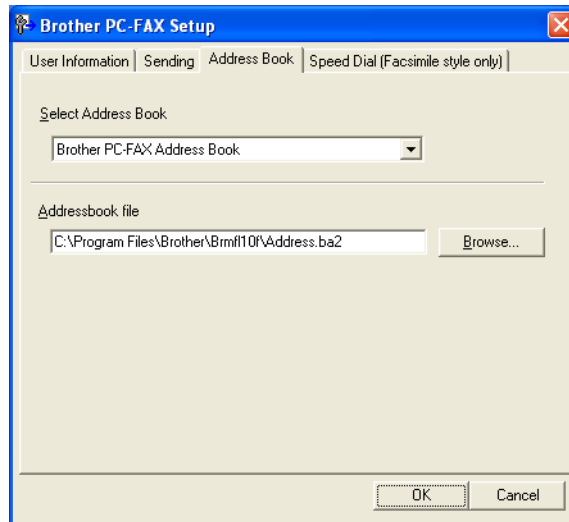 Brother PC-FAX Setup
User Information Sending Address Book Speed Dial (Facsimile style only)
Select Address Book
Brother PC-FAX Address Book
Addressbook file
C:\Program Files\Brother\Brmfl10f\Address.ba2 Browse...
OK Cancel